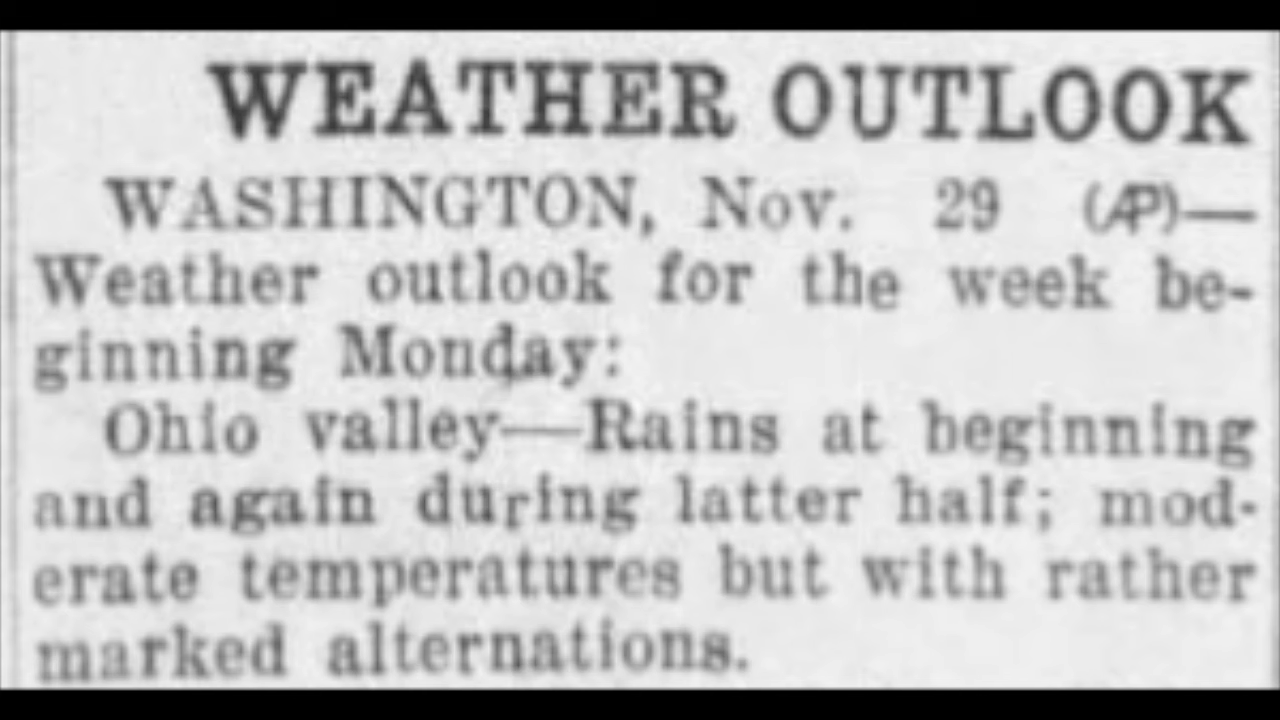 WEATHER OUTLOOK
WASHINGTON, Nov. 29 (AP)—
Weather outlook for the week be-
ginning Monday:
Ohio valley—Rains at beginning
and again during latter half; mod-
erate temperatures but with rather
marked alternations.